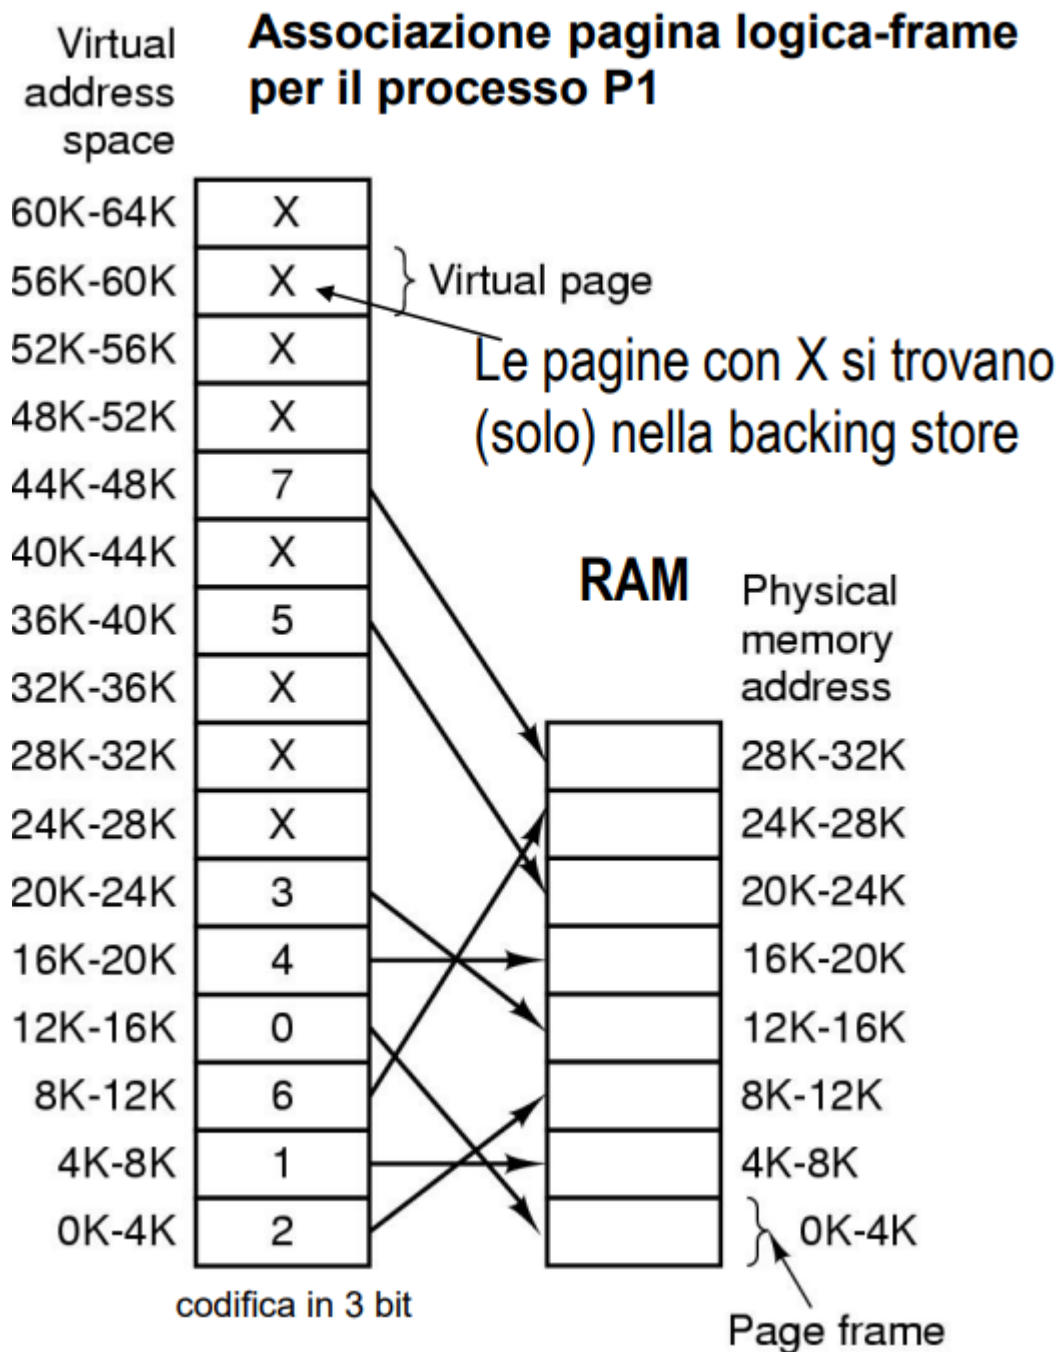 Virtual
address
space
Associazione pagina logica-frame
per il processo P1
60K-64K X
56K-60K X
Virtual page
52K-56K X
Le pagine con X si trovano
(solo) nella backing store
48K-52K X
44K-48K 7
40K-44K X
36K-40K 5
32K-36K X
28K-32K X
24K-28K X
20K-24K 3
16K-20K 4
12K-16K 0
8K-12K 6
4K-8K 1
0K-4K 2
codifica in 3 bit
RAM
Physical
memory
address
28K-32K
24K-28K
20K-24K
16K-20K
12K-16K
8K-12K
4K-8K
0K-4K
Page frame